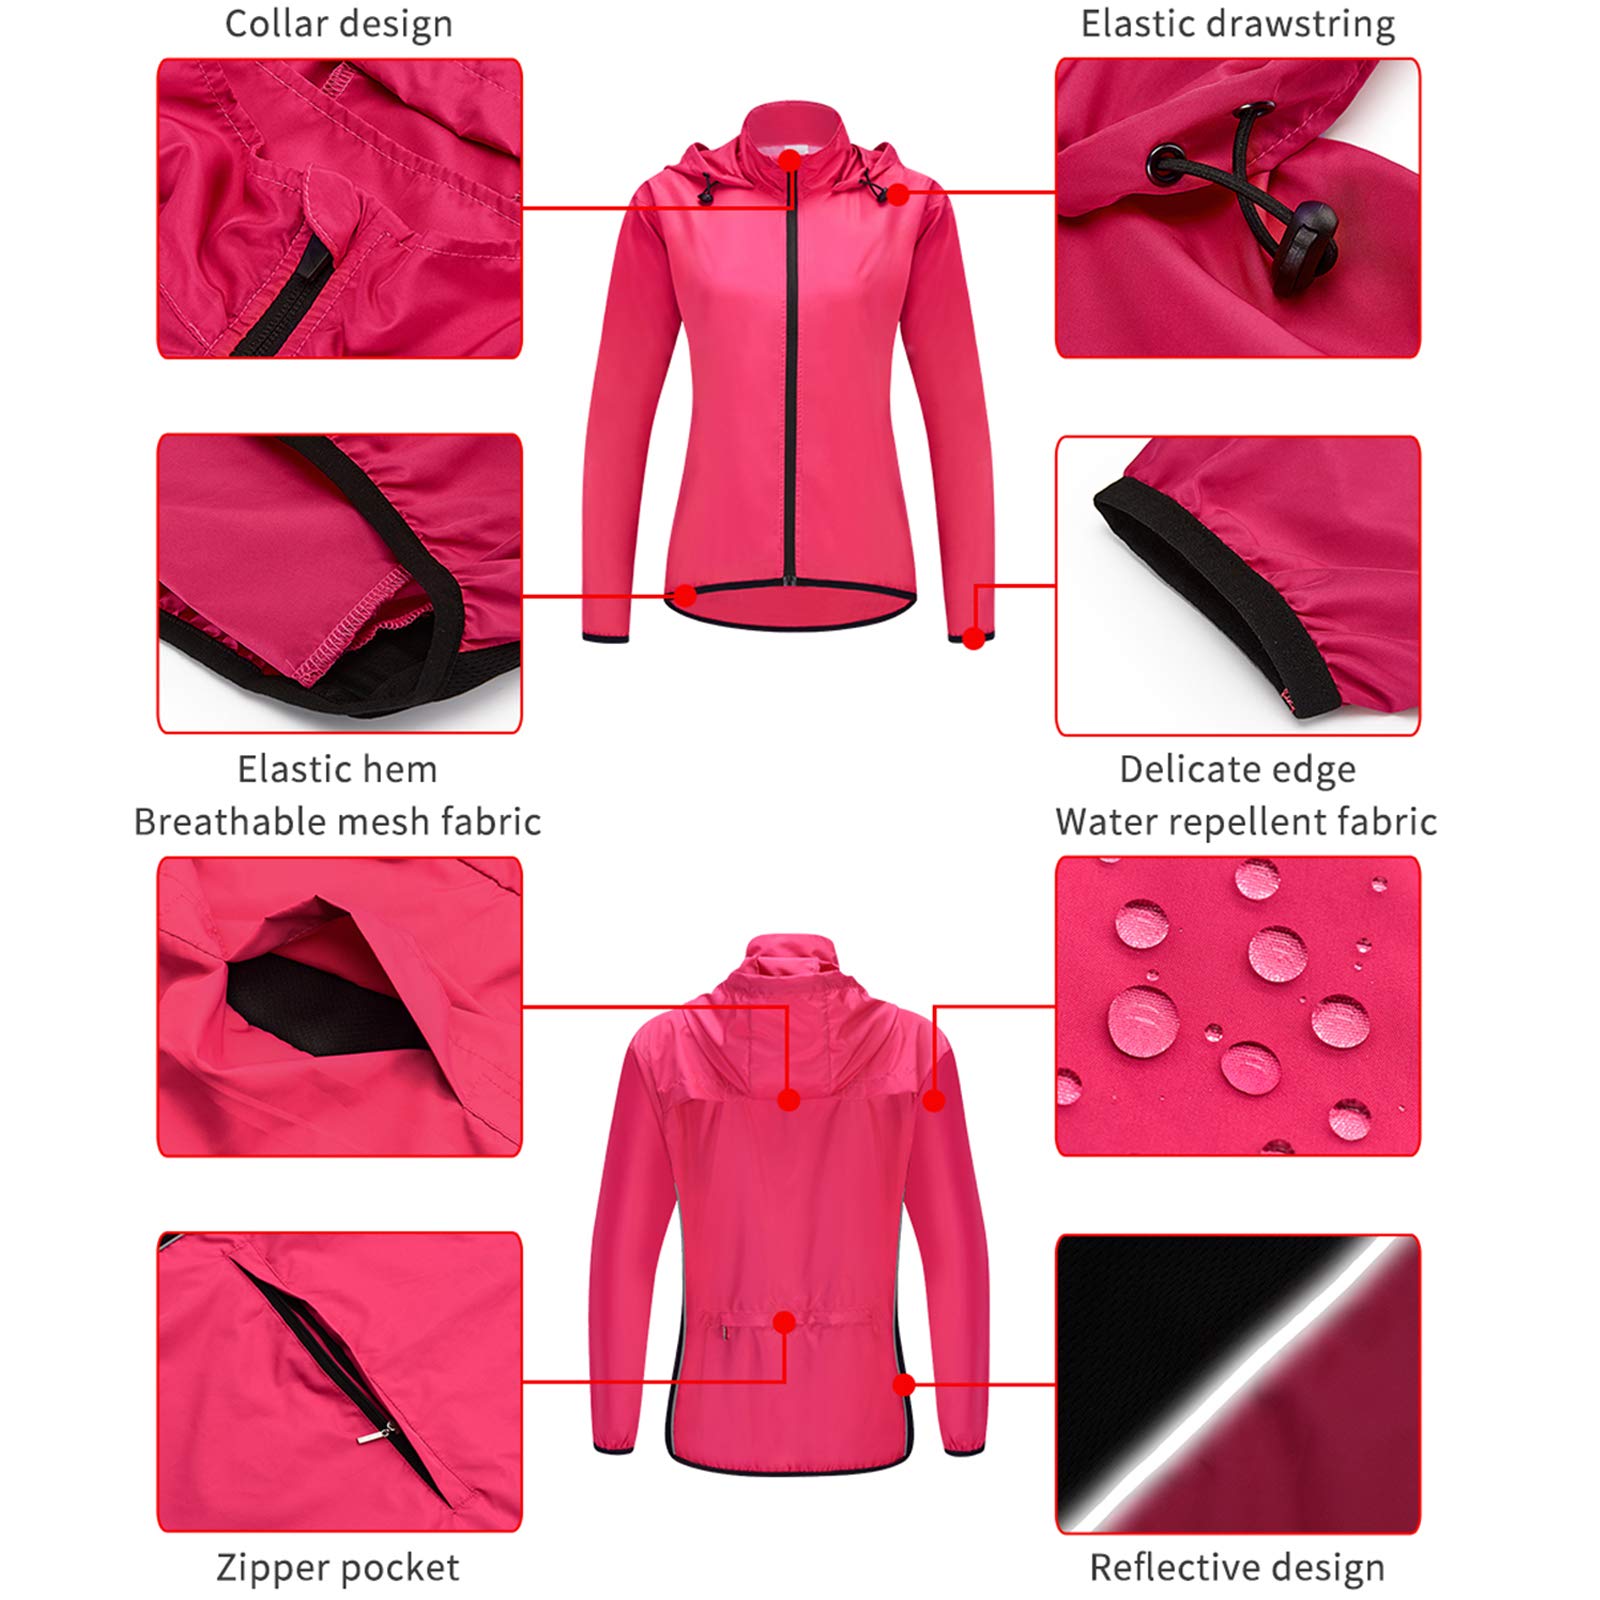 Collar design
Elastic drawstring
Elastic hem
Delicate edge
Breathable mesh fabric
Water repellent fabric
Zipper pocket
Reflective design